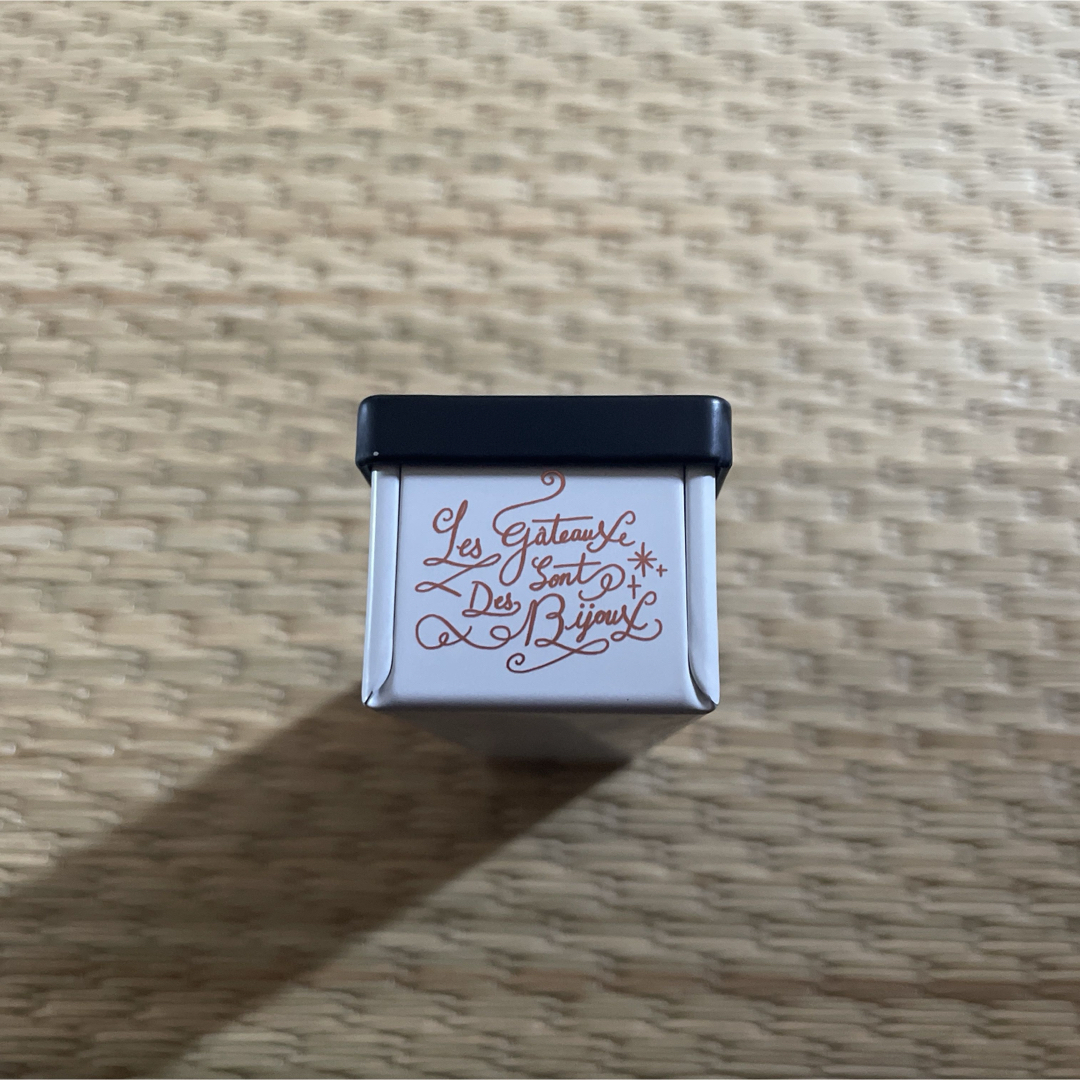 Les Gâteaux
Sont
Des Bijoux